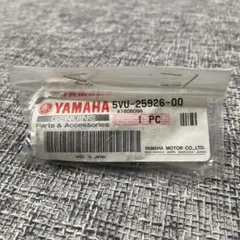 YAMAHA 5VU-25926-00
GENUINE
Parts & Accessories
1 PC
MADE IN JAPAN
YAMAHA MOTOR CO., LTD.